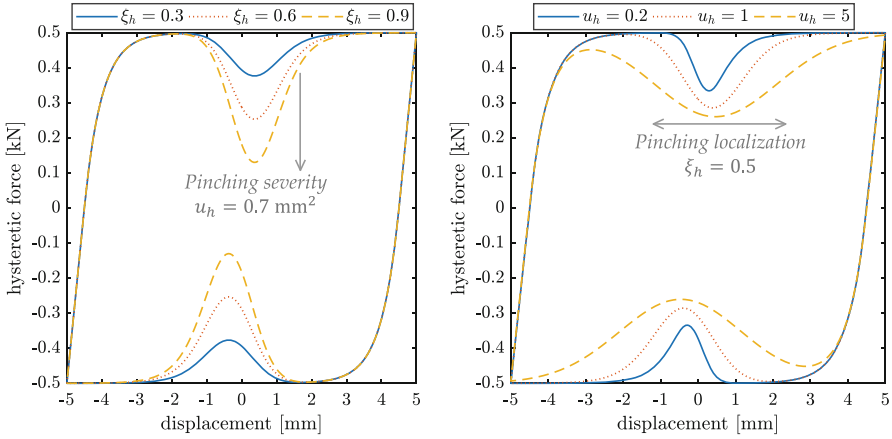 ξₕ = 0.3 ξₕ = 0.6 ξₕ = 0.9
hysteretic force [kN]
0.5
0.4
0.3
0.2
0.1
0
-0.1
-0.2
-0.3
-0.4
-0.5
Pinching severity
uₕ = 0.7 mm²
-5 -4 -3 -2 -1 0 1 2 3 4 5
displacement [mm]
uₕ = 0.2 uₕ = 1 uₕ = 5
hysteretic force [kN]
0.5
0.4
0.3
0.2
0.1
0
-0.1
-0.2
-0.3
-0.4
-0.5
Pinching localization
ξₕ = 0.5
-5 -4 -3 -2 -1 0 1 2 3 4 5
displacement [mm]